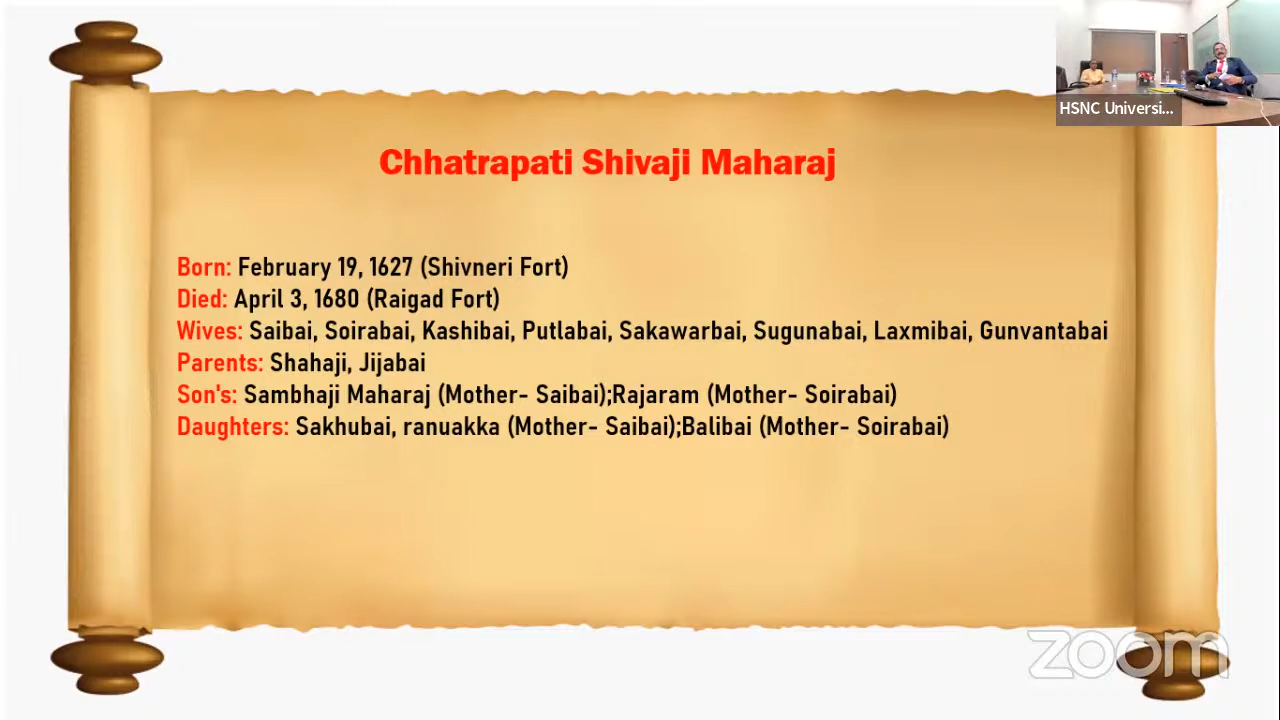 HSNC Universi...
Chhatrapati Shivaji Maharaj
Born: February 19, 1627 (Shivneri Fort)
Died: April 3, 1680 (Raigad Fort)
Wives: Saibai, Soirabai, Kashibai, Putlabai, Sakawarbai, Sugunabai, Laxmibai, Gunvantabai
Parents: Shahaji, Jijabai
Son's: Sambhaji Maharaj (Mother- Saibai);Rajaram (Mother- Soirabai)
Daughters: Sakhubai, ranuakka (Mother- Saibai);Balibai (Mother- Soirabai)
zoom